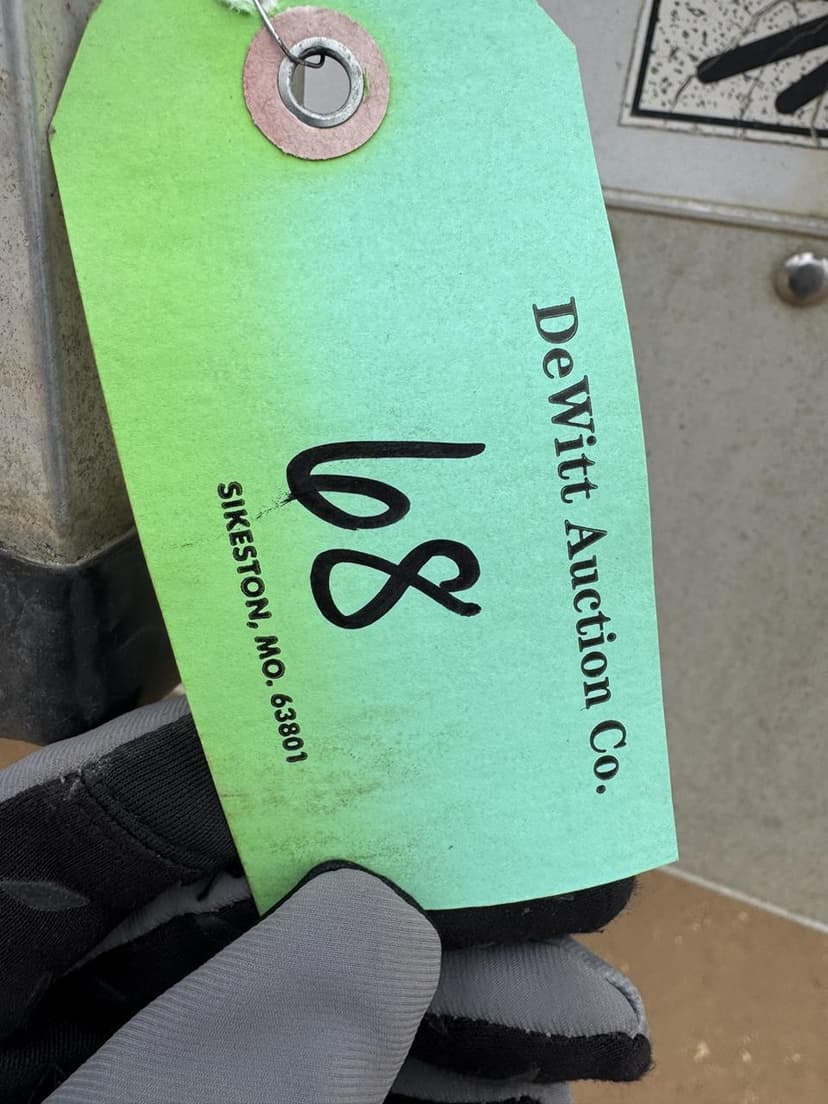 DeWitt Auction Co.
68
SIKESTON, MO. 63801